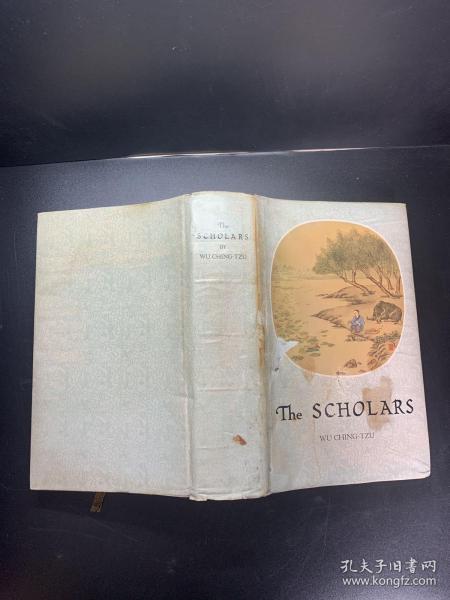 The
SCHOLARS
BY
WU CHING-TZU
The SCHOLARS
WU CHING-TZU
孔夫子旧书网
www.kongfz.com